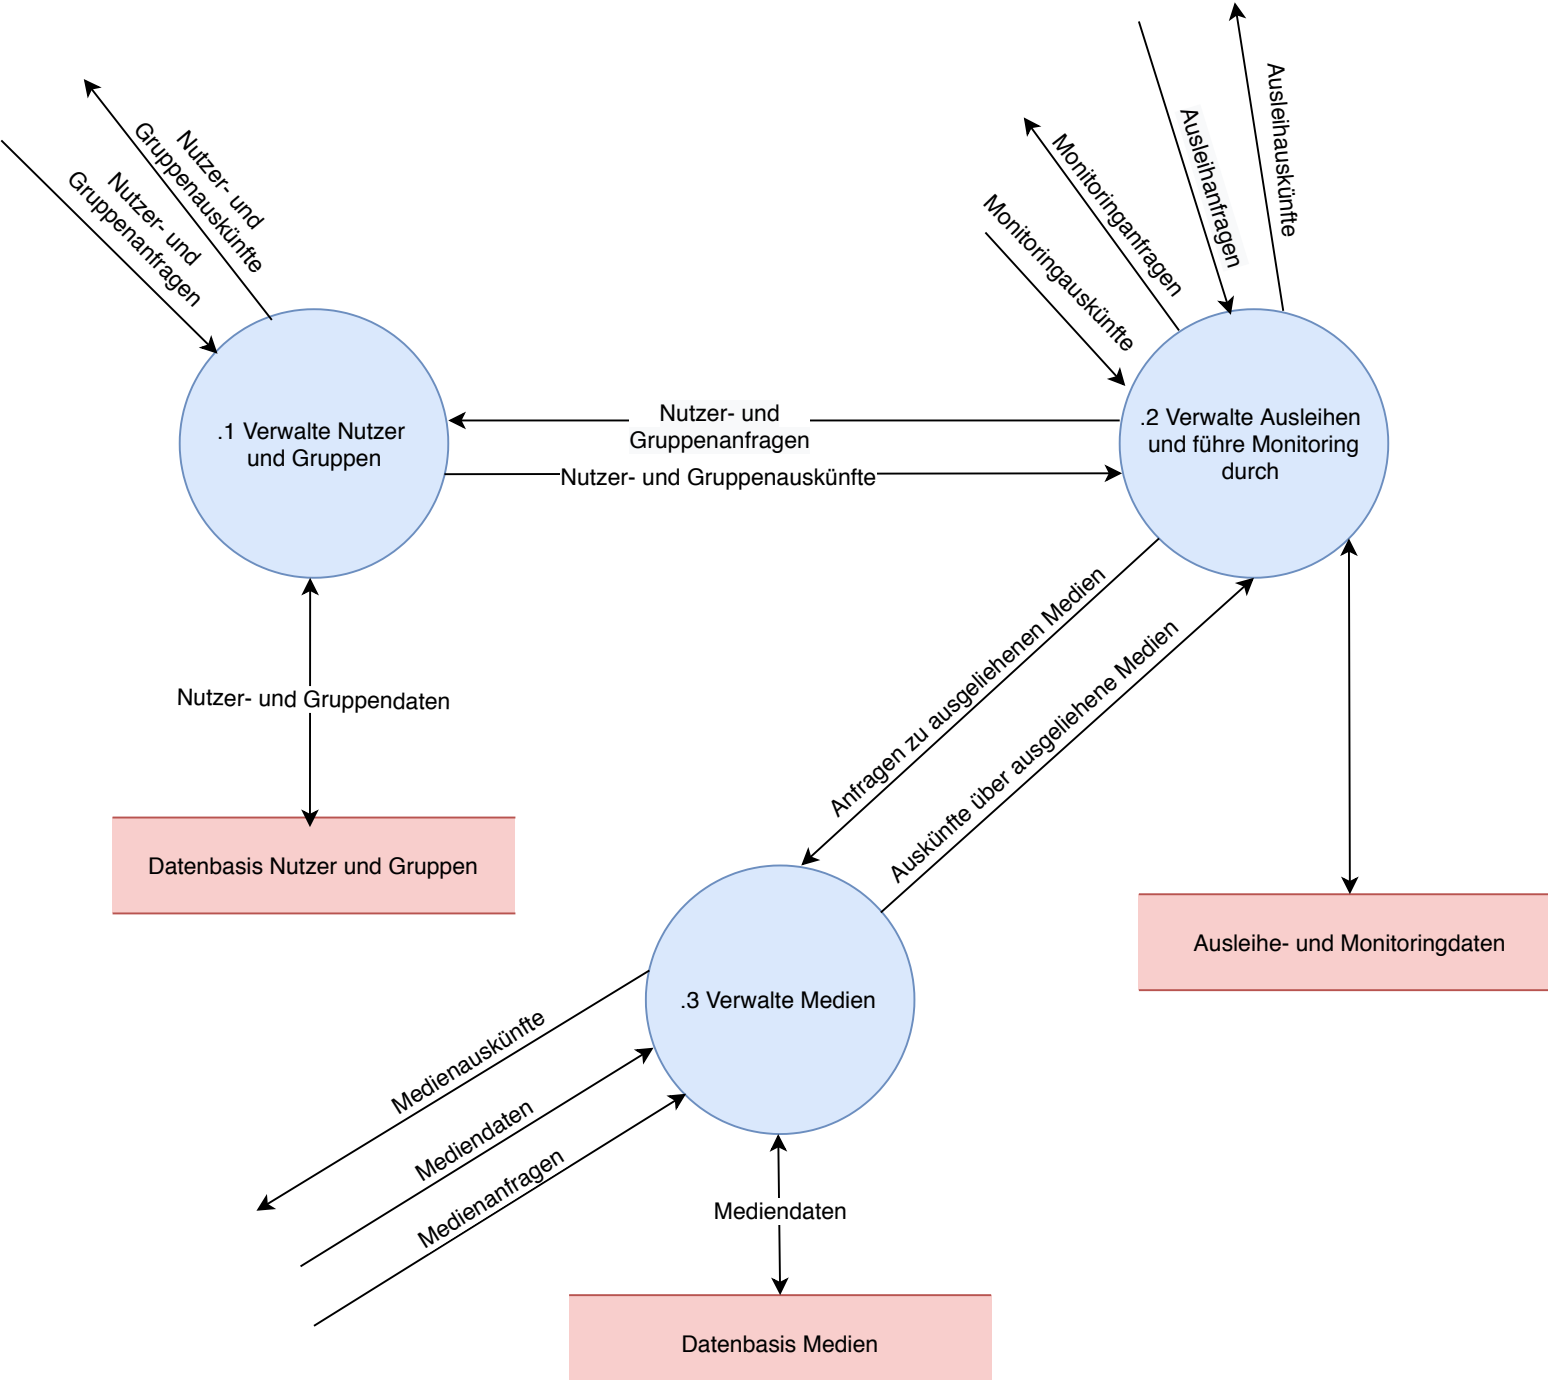 Nutzer- und
Gruppenauskünfte
Nutzer- und
Gruppenanfragen
Monitoringauskünfte
Monitoringanfragen
Ausleihanfragen
Ausleihauskünfte
.1 Verwalte Nutzer
und Gruppen
Nutzer- und
Gruppenanfragen
Nutzer- und Gruppenauskünfte
.2 Verwalte Ausleihen
und führe Monitoring
durch
Nutzer- und Gruppendaten
Anfragen zu ausgeliehenen Medien
Auskünfte über ausgeliehene Medien
Datenbasis Nutzer und Gruppen
Ausleihe- und Monitoringdaten
.3 Verwalte Medien
Medienauskünfte
Mediendaten
Medienanfragen
Mediendaten
Datenbasis Medien